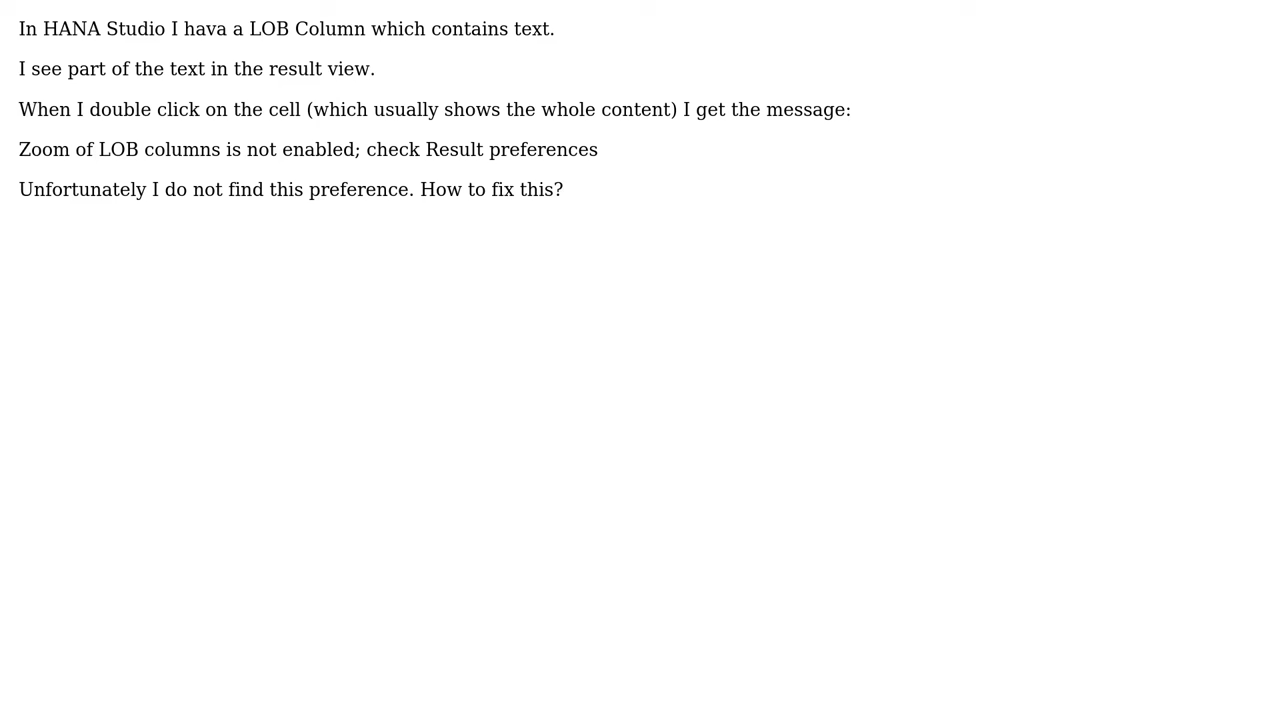 In HANA Studio I hava a LOB Column which contains text.
I see part of the text in the result view.
When I double click on the cell (which usually shows the whole content) I get the message:
Zoom of LOB columns is not enabled; check Result preferences
Unfortunately I do not find this preference. How to fix this?